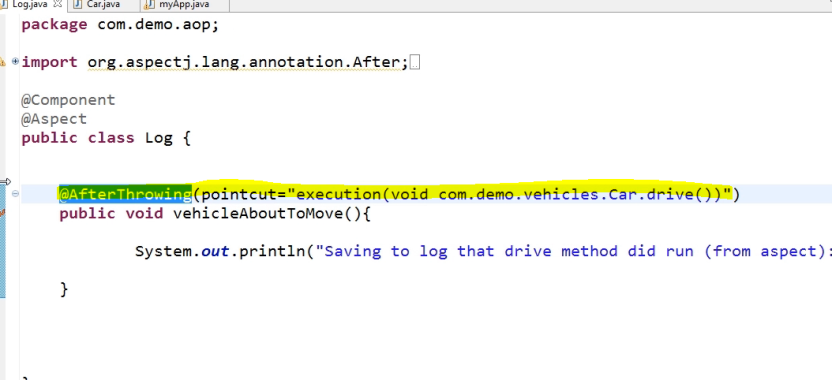 Log.java Car.java myApp.java
package com.demo.aop;
import org.aspectj.lang.annotation.After;
@Component
@Aspect
public class Log {
@AfterThrowing(pointcut="execution(void com.demo.vehicles.Car.drive())")
public void vehicleAboutToMove(){
System.out.println("Saving to log that drive method did run (from aspect):
}
}